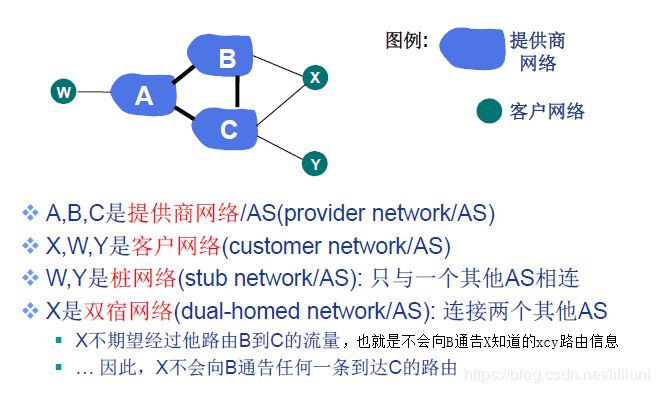 图例:
提供商
网络
客户网络
W
A
B
C
X
Y
A,B,C是提供商网络/AS(provider network/AS)
X,W,Y是客户网络(customer network/AS)
W,Y是桩网络(stub network/AS): 只与一个其他AS相连
X是双宿网络(dual-homed network/AS): 连接两个其他AS
X不期望经过他路由B到C的流量，也就是不会向B通告X知道的xcy路由信息
... 因此，X不会向B通告任何一条到达C的路由
https://blog.csdn.net/lililuni